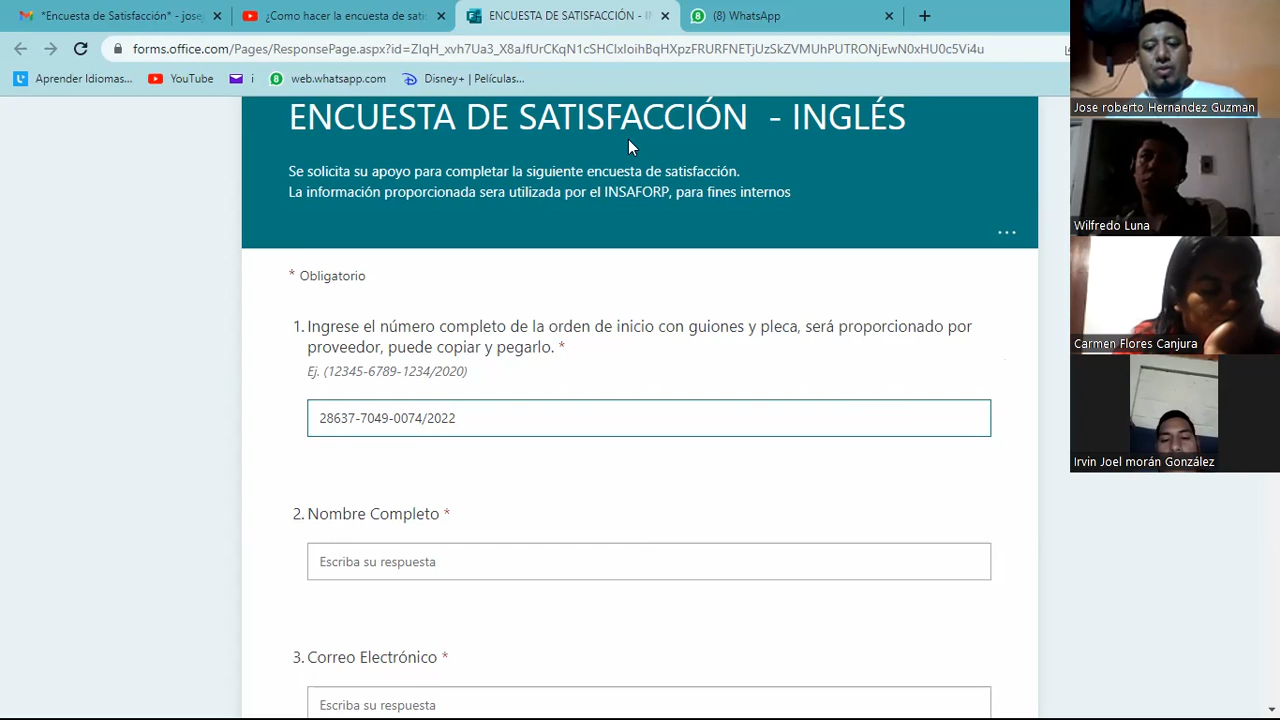 *Encuesta de Satisfacción* - jose
¿Como hacer la encuesta de sati
ENCUESTA DE SATISFACCIÓN - IN
(8) WhatsApp
forms.office.com/Pages/ResponsePage.aspx?id=ZIqH_xvh7Ua3_X8aJfUrCKqN1cSHCIxIoihBqHXpzFRURFNETjUzSkZVMUhPUTRONjEwN0xHU0c5Vi4u
Aprender Idiomas...
YouTube
i
web.whatsapp.com
Disney+ | Películas...
ENCUESTA DE SATISFACCIÓN - INGLÉS
Se solicita su apoyo para completar la siguiente encuesta de satisfacción.
La información proporcionada sera utilizada por el INSAFORP, para fines internos
...
* Obligatorio
1. Ingrese el número completo de la orden de inicio con guiones y pleca, será proporcionado por
proveedor, puede copiar y pegarlo. *
Ej. (12345-6789-1234/2020)
28637-7049-0074/2022
2. Nombre Completo *
Escriba su respuesta
3. Correo Electrónico *
Escriba su respuesta
Jose roberto Hernandez Guzman
Wilfredo Luna
Carmen Flores Canjura
Irvin Joel morán González